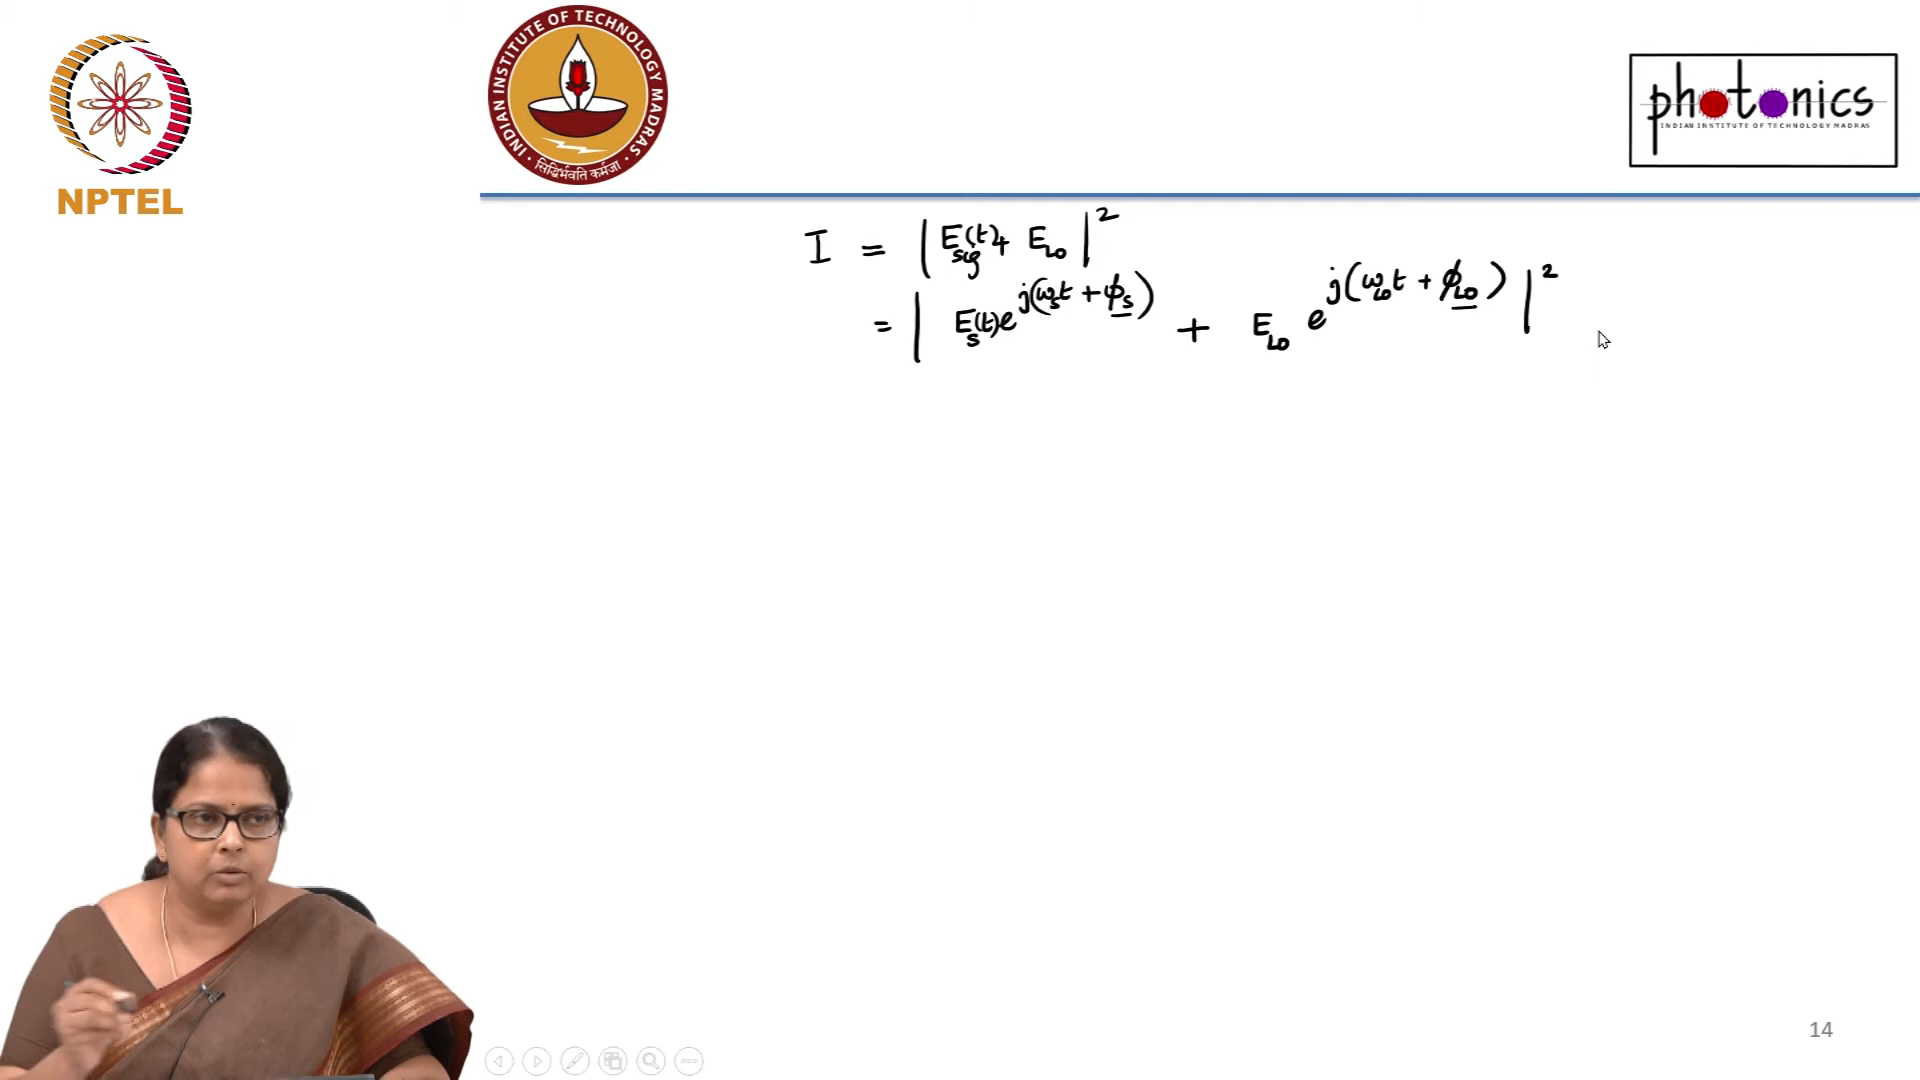 NPTEL
INDIAN INSTITUTE OF TECHNOLOGY MADRAS
सिद्धिर्भवति कर्मजा
photonics
INDIAN INSTITUTE OF TECHNOLOGY MADRAS
I = | E_sig(t) + E_LO |²
= | E_s(t) e^{j(ω_s t + φ_s)} + E_LO e^{j(ω_LO t + φ_LO)} |²
14